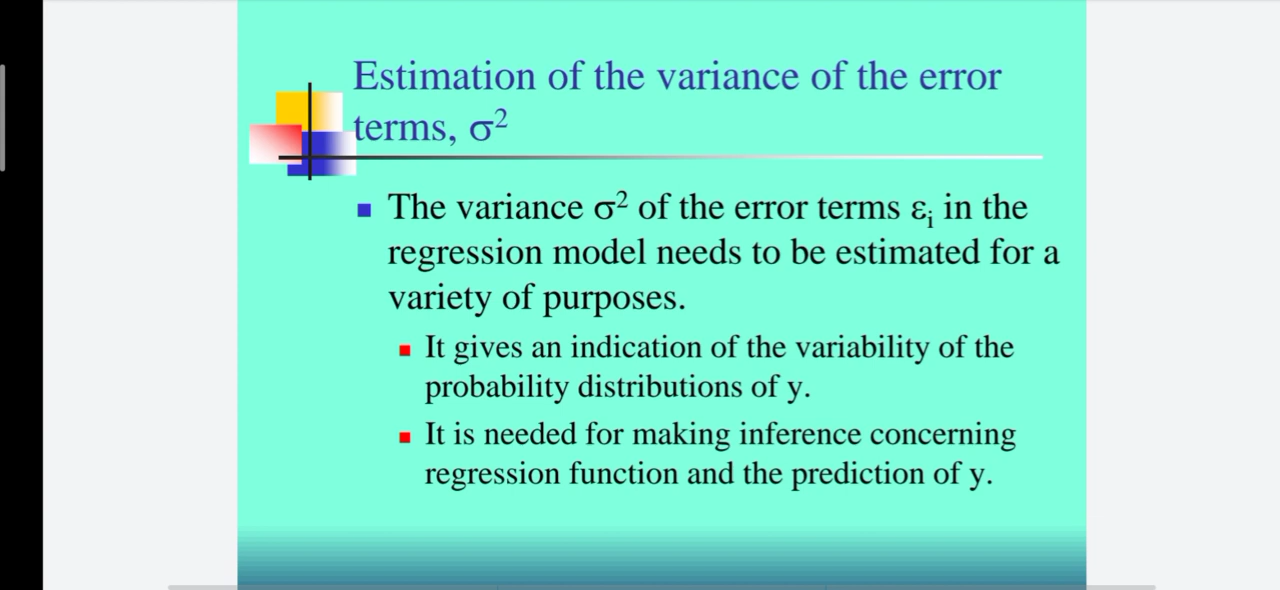 Estimation of the variance of the error
terms, σ²
The variance σ² of the error terms εᵢ in the
regression model needs to be estimated for a
variety of purposes.
It gives an indication of the variability of the
probability distributions of y.
It is needed for making inference concerning
regression function and the prediction of y.